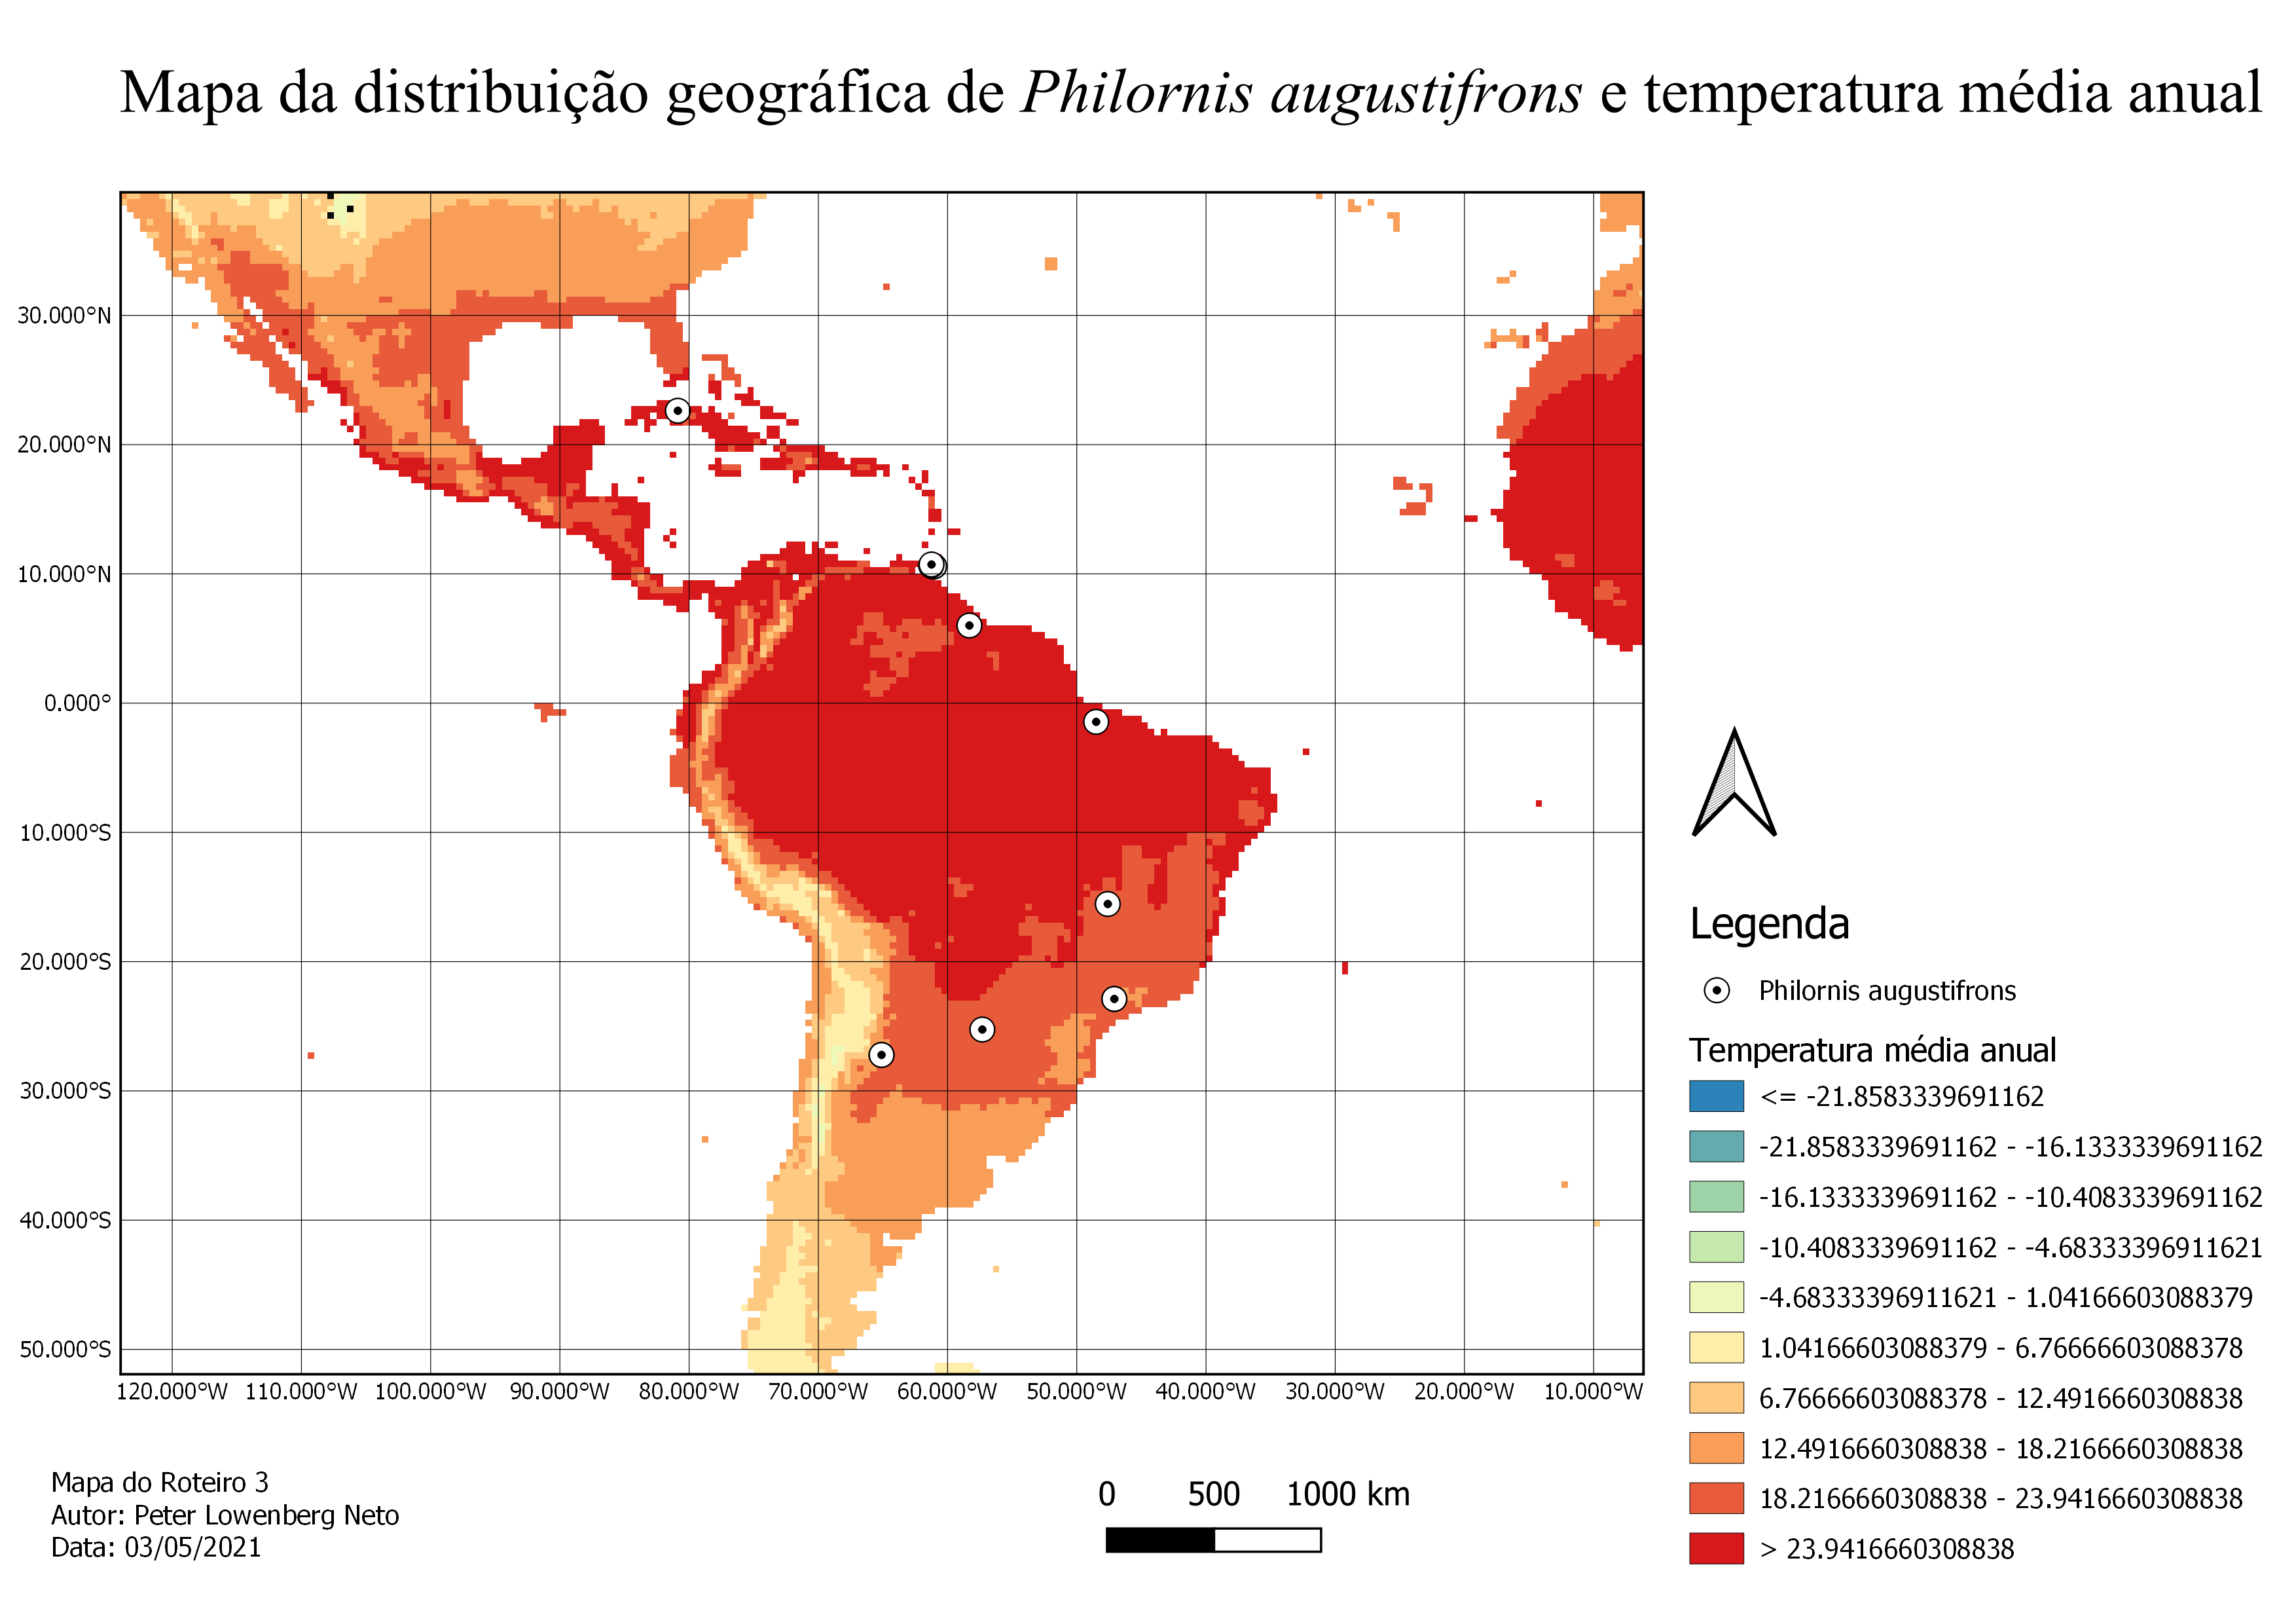 Mapa da distribuição geográfica de Philornis augustifrons e temperatura média anual
30.000°N
20.000°N
10.000°N
0.000°
10.000°S
20.000°S
30.000°S
40.000°S
50.000°S
120.000°W 110.000°W 100.000°W 90.000°W 80.000°W 70.000°W 60.000°W 50.000°W 40.000°W 30.000°W 20.000°W 10.000°W
Legenda
Philornis augustifrons
Temperatura média anual
<= -21.8583339691162
-21.8583339691162 - -16.1333339691162
-16.1333339691162 - -10.4083339691162
-10.4083339691162 - -4.68333396911621
-4.68333396911621 - 1.04166603088379
1.04166603088379 - 6.76666603088378
6.76666603088378 - 12.4916660308838
12.4916660308838 - 18.2166660308838
18.2166660308838 - 23.9416660308838
> 23.9416660308838
Mapa do Roteiro 3
Autor: Peter Lowenberg Neto
Data: 03/05/2021
0 500 1000 km